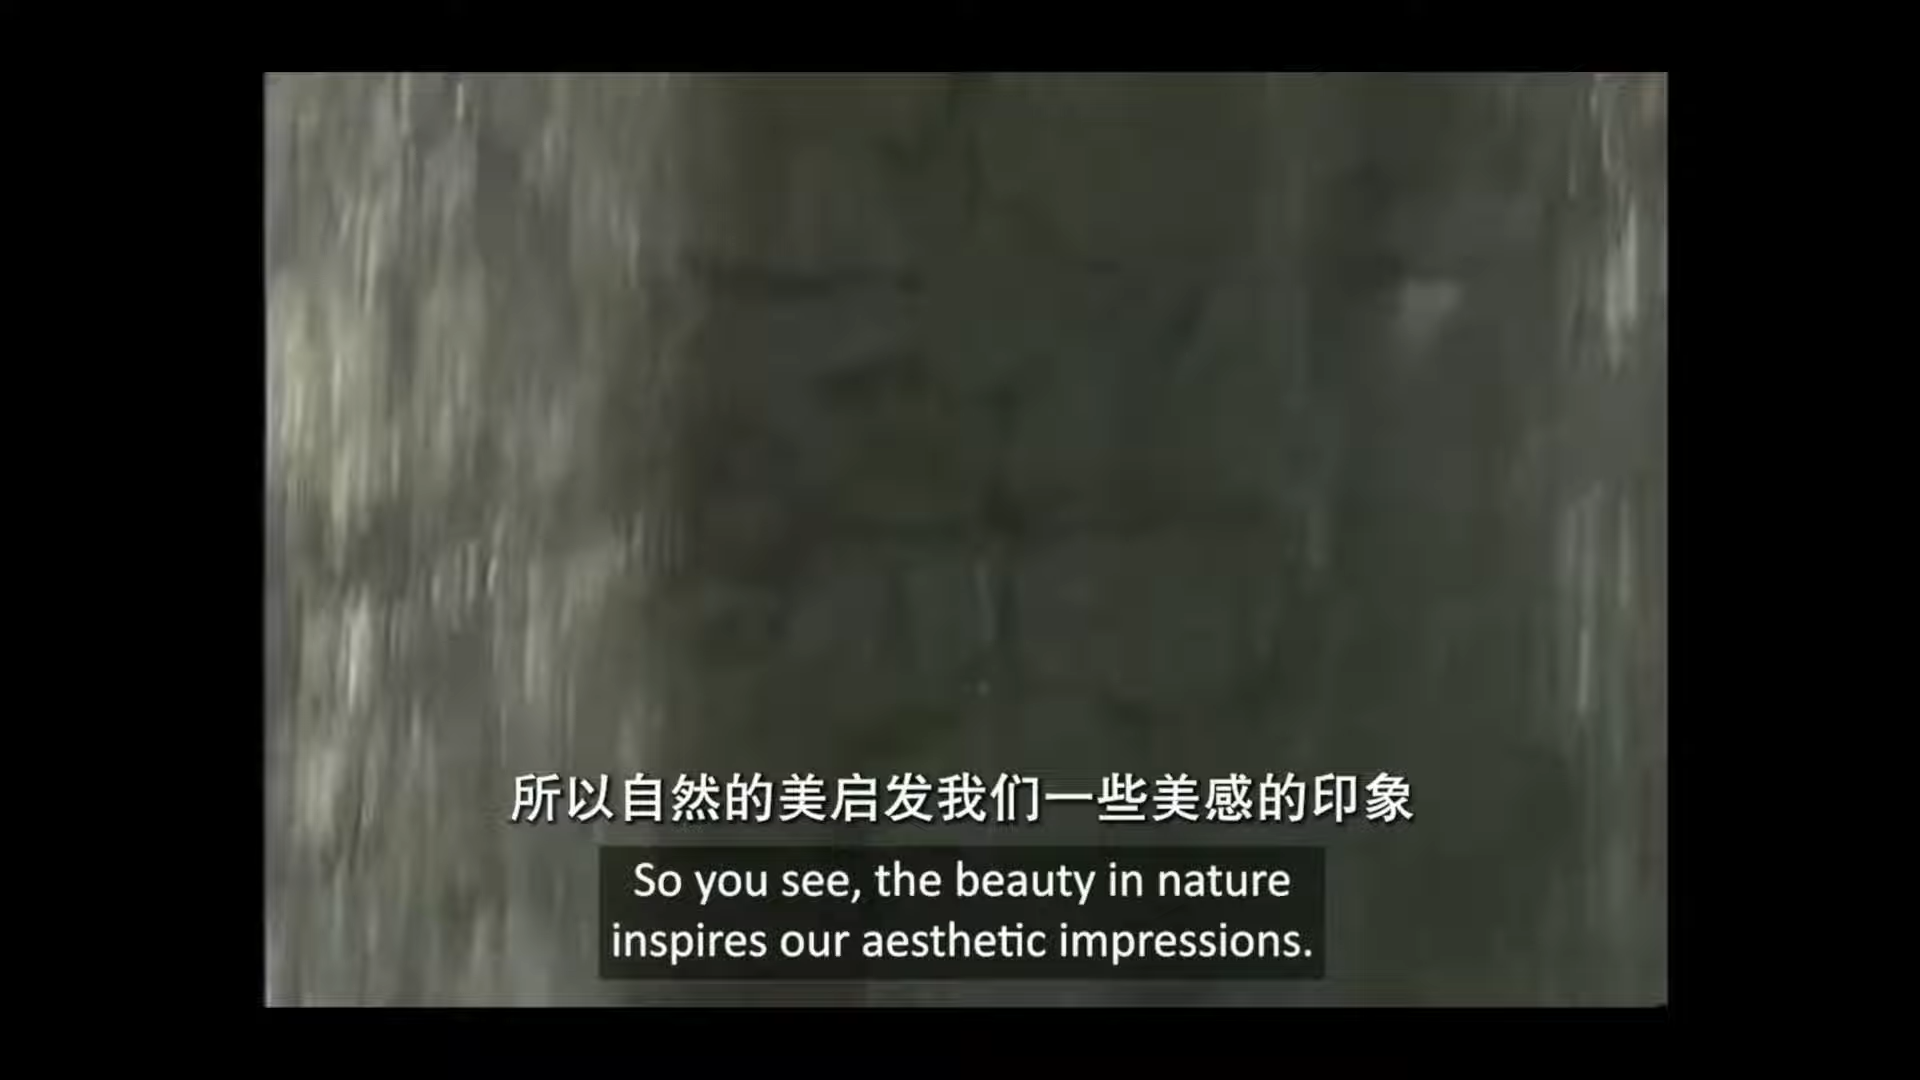 所以自然的美启发我们一些美感的印象
So you see, the beauty in nature
inspires our aesthetic impressions.